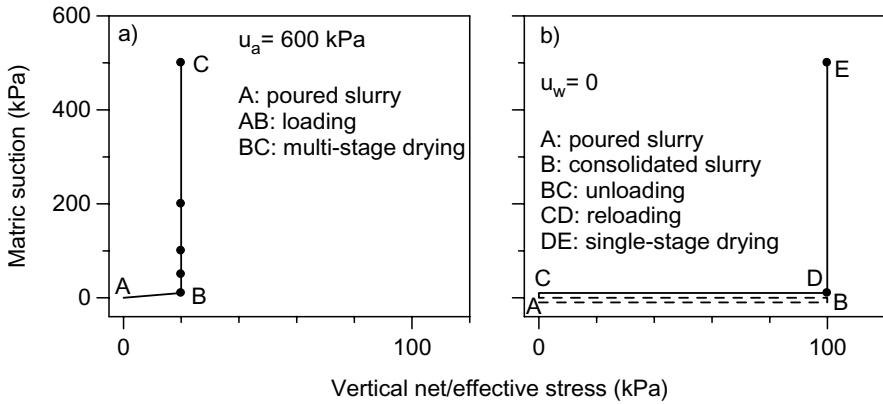 a)
u_a= 600 kPa
A: poured slurry
AB: loading
BC: multi-stage drying
C
A
B
600
400
200
0
Matric suction (kPa)
0
100
b)
u_w= 0
A: poured slurry
B: consolidated slurry
BC: unloading
CD: reloading
DE: single-stage drying
E
C
D
A
B
0
100
Vertical net/effective stress (kPa)